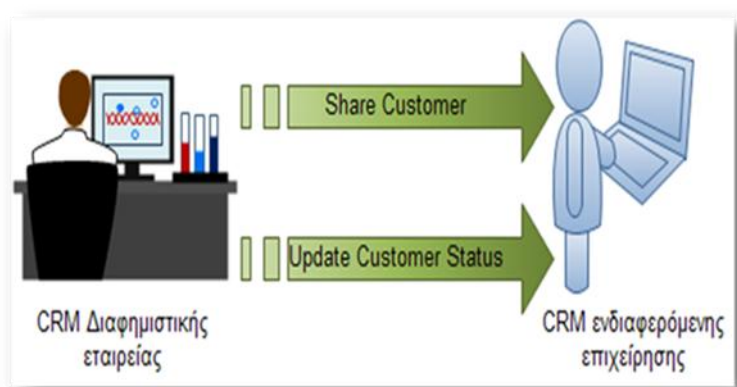 Share Customer
Update Customer Status
CRM Διαφημιστικής
εταιρείας
CRM ενδιαφερόμενης
επιχείρησης